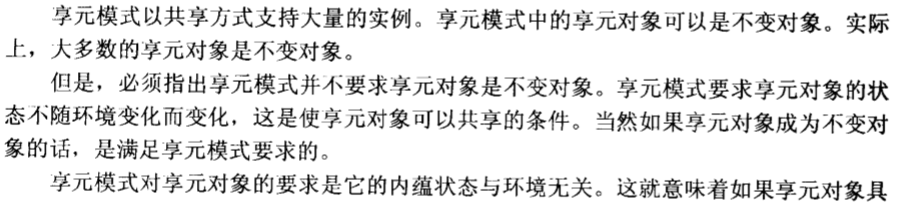 享元模式以共享方式支持大量的实例。享元模式中的享元对象可以是不变对象。实际
上，大多数的享元对象是不变对象。
但是，必须指出享元模式并不要求享元对象是不变对象。享元模式要求享元对象的状
态不随环境变化而变化，这是使享元对象可以共享的条件。当然如果享元对象成为不变对
象的话，是满足享元模式要求的。
享元模式对享元对象的要求是它的内蕴状态与环境无关。这就意味着如果享元对象具